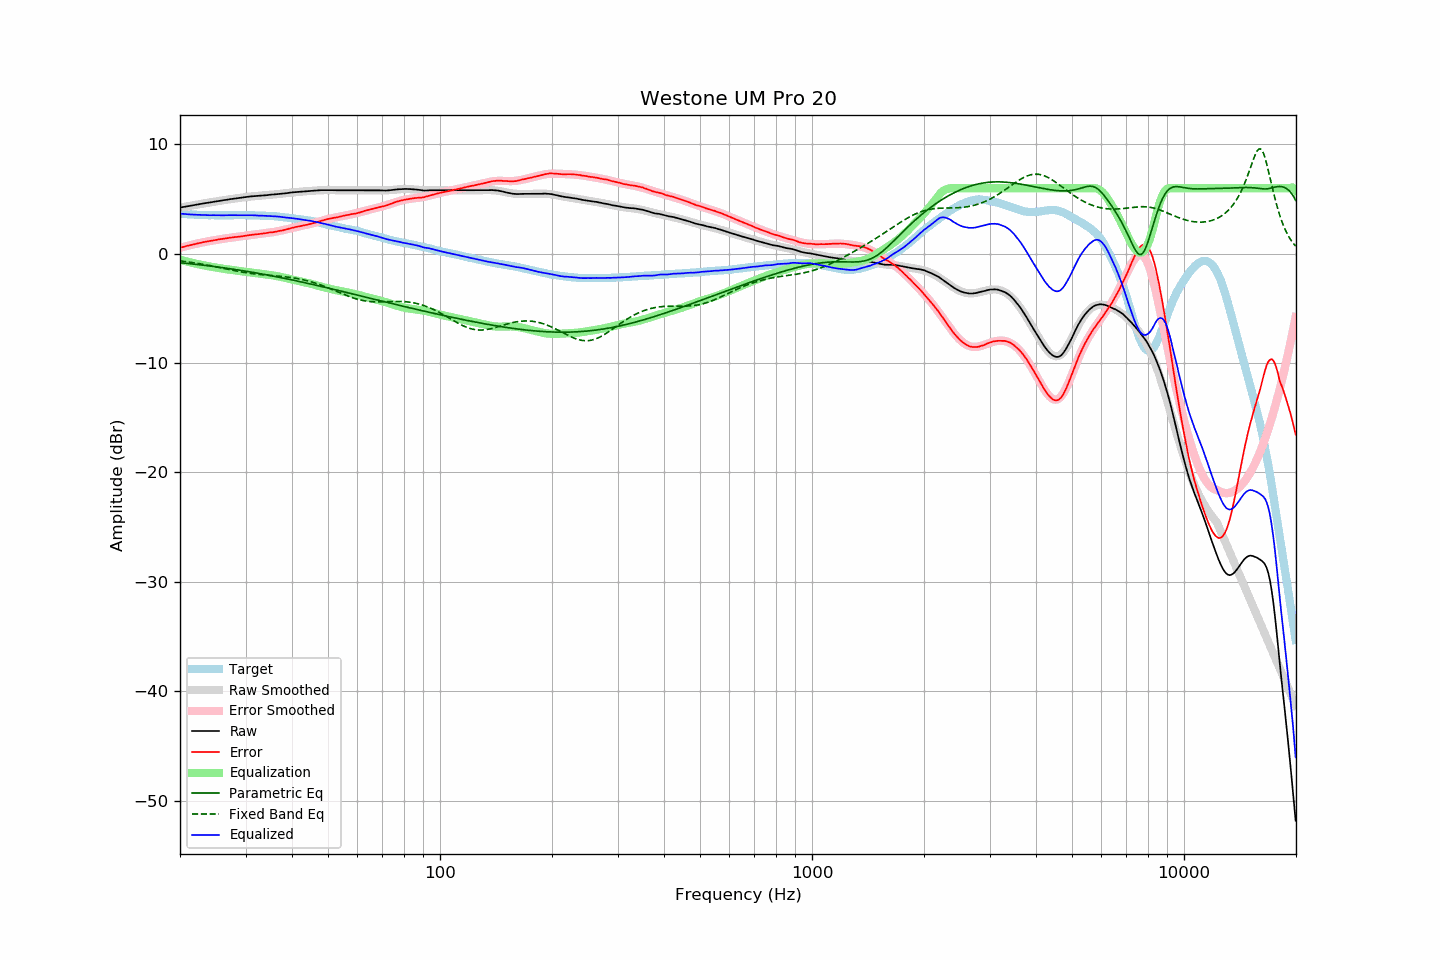 Westone UM Pro 20
10
0
−10
−20
−30
−40
−50
Amplitude (dBr)
Target
Raw Smoothed
Error Smoothed
Raw
Error
Equalization
Parametric Eq
Fixed Band Eq
Equalized
100
1000
10000
Frequency (Hz)